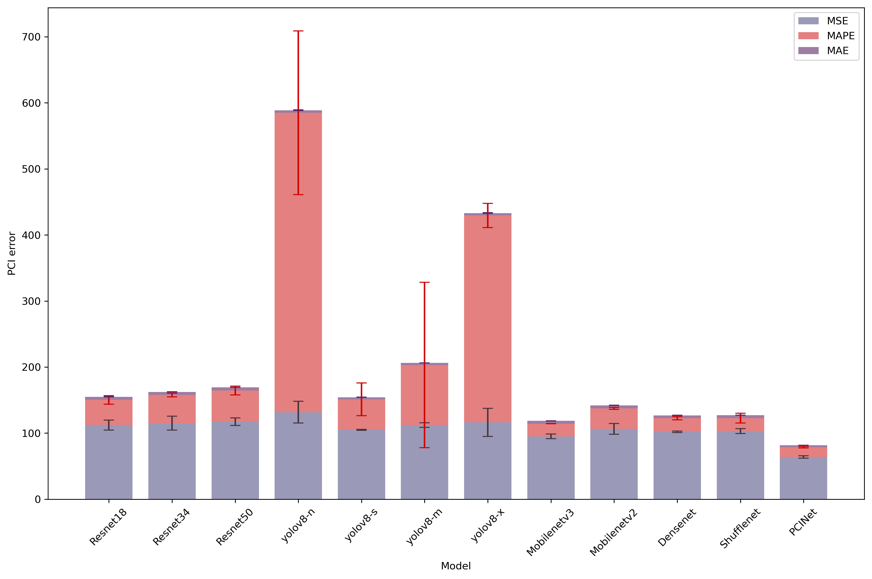 MSE
MAPE
MAE
PCI error
700
600
500
400
300
200
100
0
Resnet18
Resnet34
Resnet50
yolov8-n
yolov8-s
yolov8-m
yolov8-x
Mobilenetv3
Mobilenetv2
Densenet
Shufflenet
PCINet
Model